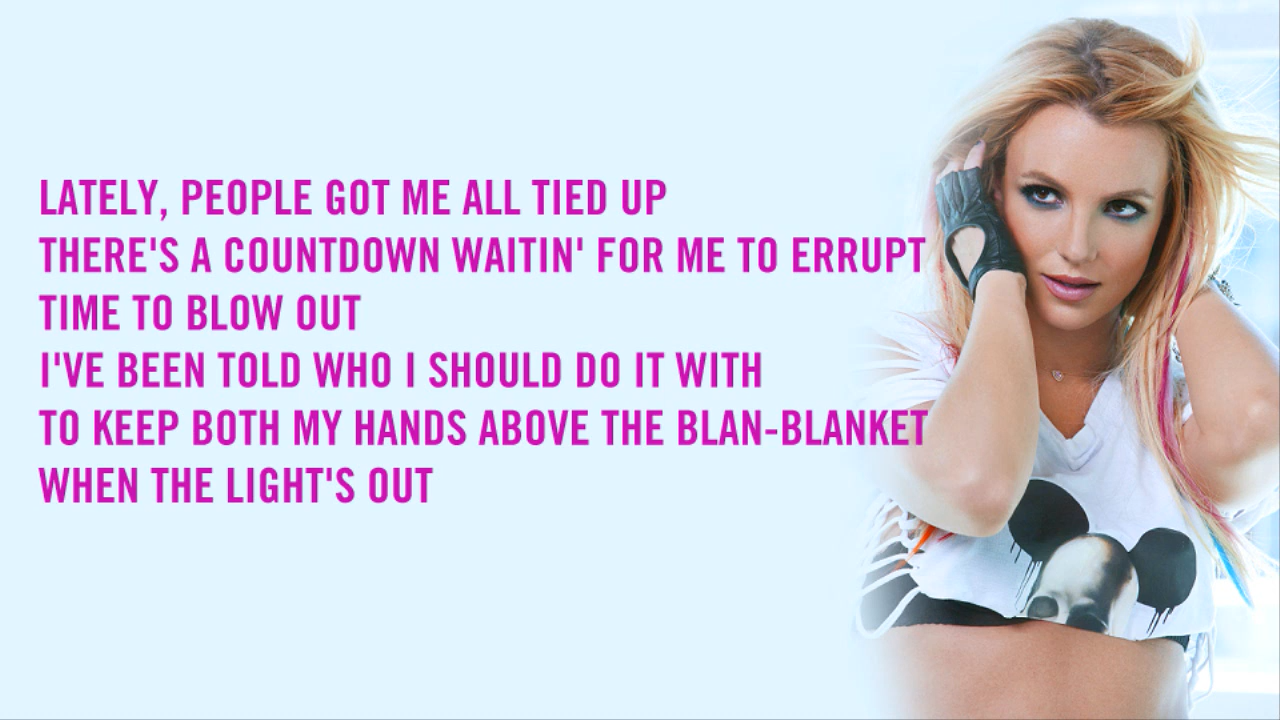 LATELY, PEOPLE GOT ME ALL TIED UP
THERE'S A COUNTDOWN WAITIN' FOR ME TO ERRUPT
TIME TO BLOW OUT
I'VE BEEN TOLD WHO I SHOULD DO IT WITH
TO KEEP BOTH MY HANDS ABOVE THE BLAN-BLANKET
WHEN THE LIGHT'S OUT